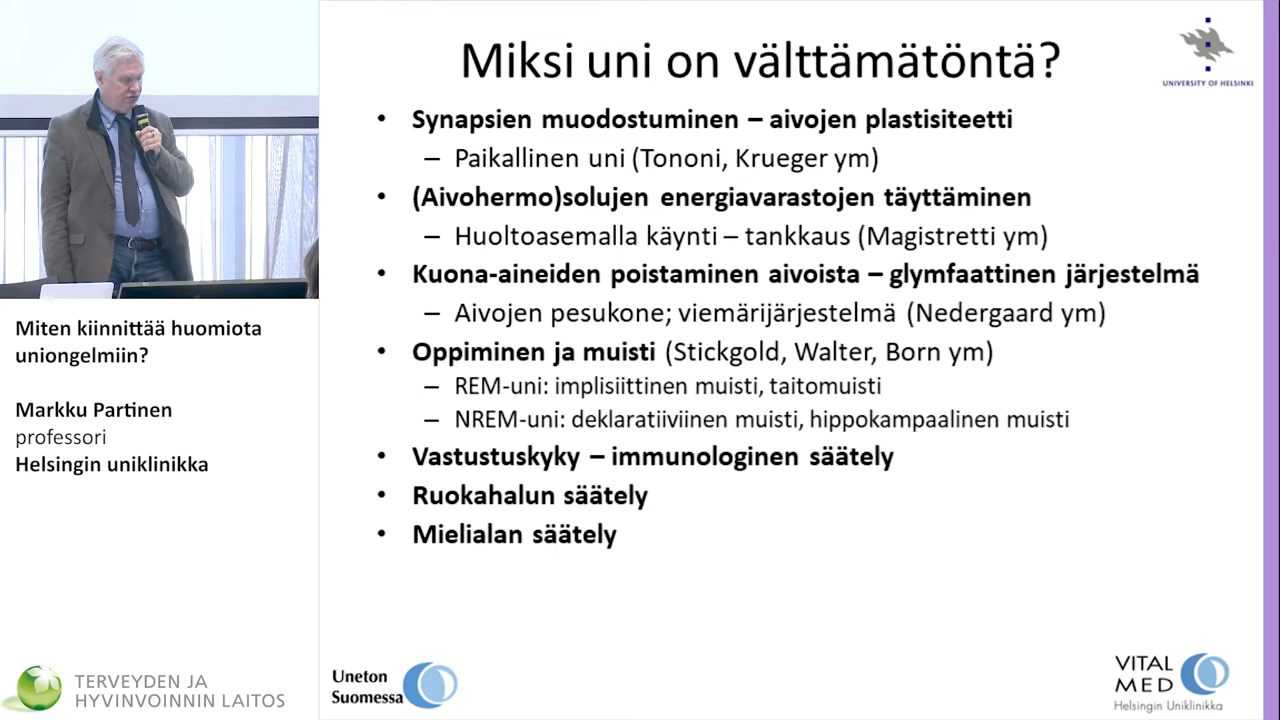 Miksi uni on välttämätöntä?
UNIVERSITY OF HELSINKI
• Synapsien muodostuminen – aivojen plastisiteetti
– Paikallinen uni (Tononi, Krueger ym)
• (Aivohermo)solujen energiavarastojen täyttäminen
– Huoltoasemalla käynti – tankkaus (Magistretti ym)
• Kuona-aineiden poistaminen aivoista – glymfaattinen järjestelmä
– Aivojen pesukone; viemärijärjestelmä (Nedergaard ym)
• Oppiminen ja muisti (Stickgold, Walter, Born ym)
– REM-uni: implisiittinen muisti, taitomuisti
– NREM-uni: deklaratiiviinen muisti, hippokampaalinen muisti
• Vastustuskyky – immunologinen säätely
• Ruokahalun säätely
• Mielialan säätely
Miten kiinnittää huomiota
uniongelmiin?
Markku Partinen
professori
Helsingin uniklinikka
TERVEYDEN JA
HYVINVOINNIN LAITOS
Uneton
Suomessa
VITAL
MED
Helsingin Uniklinikka